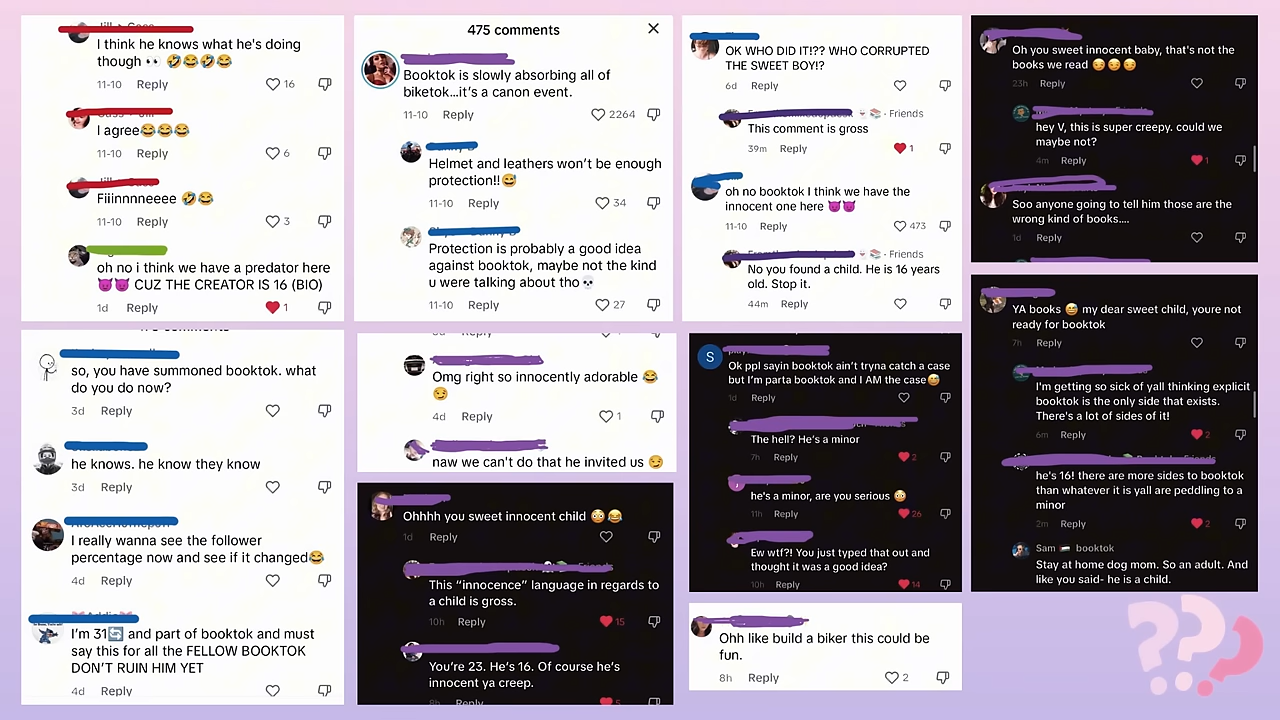 I think he knows what he's doing
though 👀 🤣😂🤣😂
11-10 Reply 16
I agree😂😂😂
11-10 Reply 6
Fiiinnnneeee 🤣😂
11-10 Reply 3
oh no i think we have a predator here
😈😈 CUZ THE CREATOR IS 16 (BIO)
1d Reply 1
so, you have summoned booktok. what
do you do now?
3d Reply
he knows. he know they know
3d Reply
I really wanna see the follower
percentage now and see if it changed😂
4d Reply
I'm 31🔄 and part of booktok and must
say this for all the FELLOW BOOKTOK
DON'T RUIN HIM YET
4d Reply
475 comments
Booktok is slowly absorbing all of
biketok...it's a canon event.
11-10 Reply 2264
Helmet and leathers won't be enough
protection!!😅
11-10 Reply 34
Protection is probably a good idea
against booktok, maybe not the kind
u were talking about tho💀
11-10 Reply 27
Omg right so innocently adorable 😂
😏
4d Reply 1
naw we can't do that he invited us 😏
Ohhhh you sweet innocent child 😳😂
1d Reply
This “innocence” language in regards to
a child is gross.
10h Reply 15
You're 23. He's 16. Of course he's
innocent ya creep.
Reply 5
OK WHO DID IT!?? WHO CORRUPTED
THE SWEET BOY!?
6d Reply
· Friends
This comment is gross
39m Reply 1
oh no booktok I think we have the
innocent one here 😈😈
11-10 Reply 473
· Friends
No you found a child. He is 16 years
old. Stop it.
44m Reply
S
Ok ppl sayin booktok ain't tryna catch a case
but I'm parta booktok and I AM the case😅
1d Reply
The hell? He's a minor
7h Reply 2
he's a minor, are you serious 😳
11h Reply 26
Ew wtf?! You just typed that out and
thought it was a good idea?
10h Reply 14
Ohh like build a biker this could be
fun.
8h Reply 2
Oh you sweet innocent baby, that's not the
books we read 😏😏😏
23h Reply
hey V, this is super creepy. could we
maybe not?
4m Reply 1
Soo anyone going to tell him those are the
wrong kind of books....
1d Reply
YA books 😅 my dear sweet child, youre not
ready for booktok
7h Reply
I'm getting so sick of yall thinking explicit
booktok is the only side that exists.
There's a lot of sides of it!
6m Reply 2
he's 16! there are more sides to booktok
than whatever it is yall are peddling to a
minor
2m Reply 2
Sam booktok
Stay at home dog mom. So an adult. And
like you said- he is a child.
???